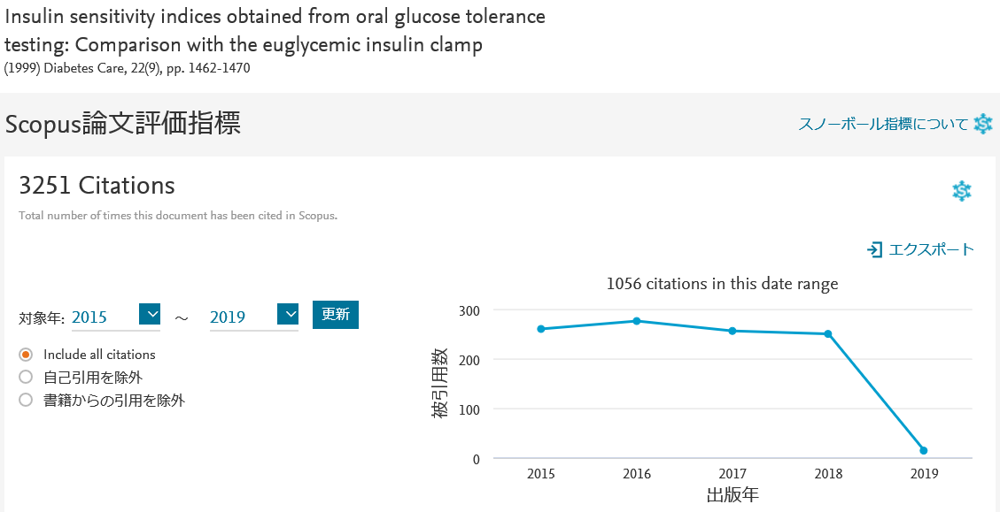 Insulin sensitivity indices obtained from oral glucose tolerance
testing: Comparison with the euglycemic insulin clamp
(1999) Diabetes Care, 22(9), pp. 1462-1470
Scopus論文評価指標
スノーボール指標について
3251 Citations
Total number of times this document has been cited in Scopus.
エクスポート
1056 citations in this date range
対象年: 2015 ～ 2019 更新
Include all citations
自己引用を除外
書籍からの引用を除外
被引用数
300
200
100
0
2015 2016 2017 2018 2019
出版年